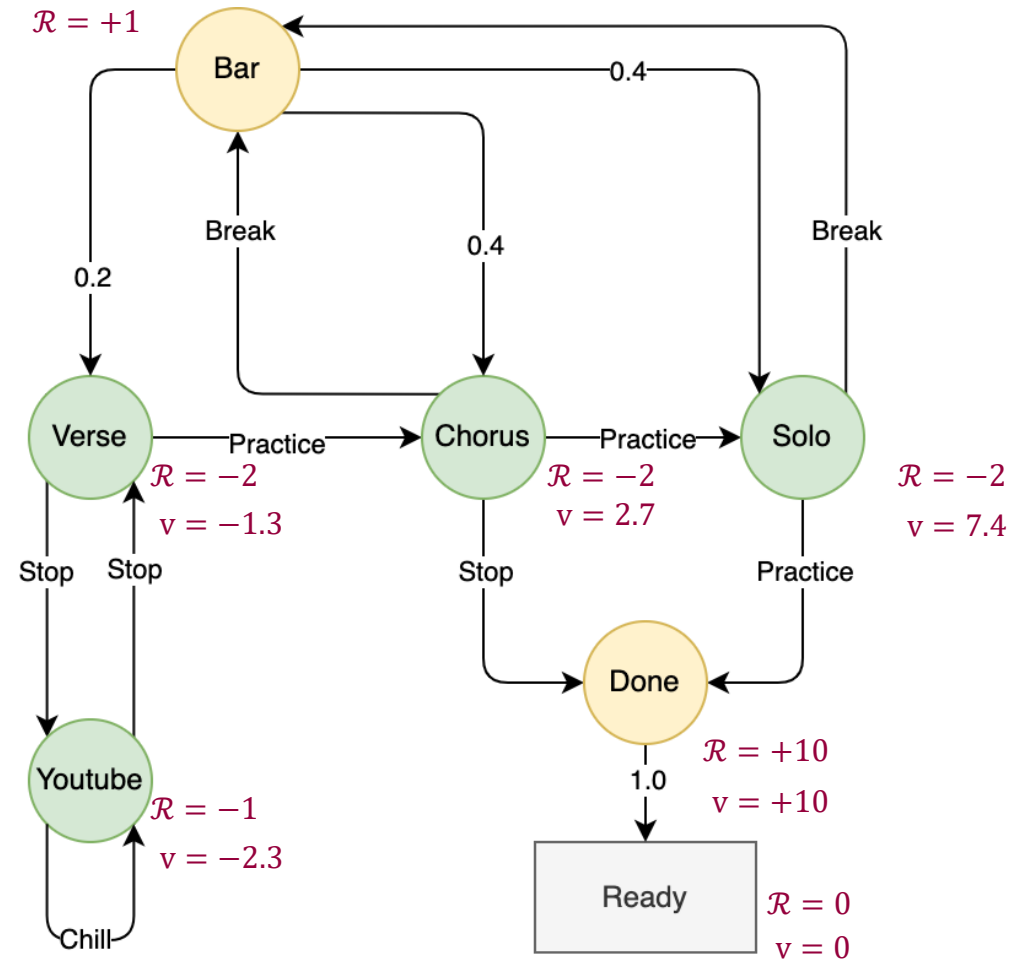 ℛ = +1
Bar
0.4
Break
Break
0.4
0.2
Verse
Practice
Chorus
Practice
Solo
ℛ = −2
v = −1.3
ℛ = −2
v = 2.7
ℛ = −2
v = 7.4
Stop
Stop
Stop
Practice
Done
Youtube
ℛ = −1
v = −2.3
ℛ = +10
v = +10
1.0
Chill
Ready
ℛ = 0
v = 0